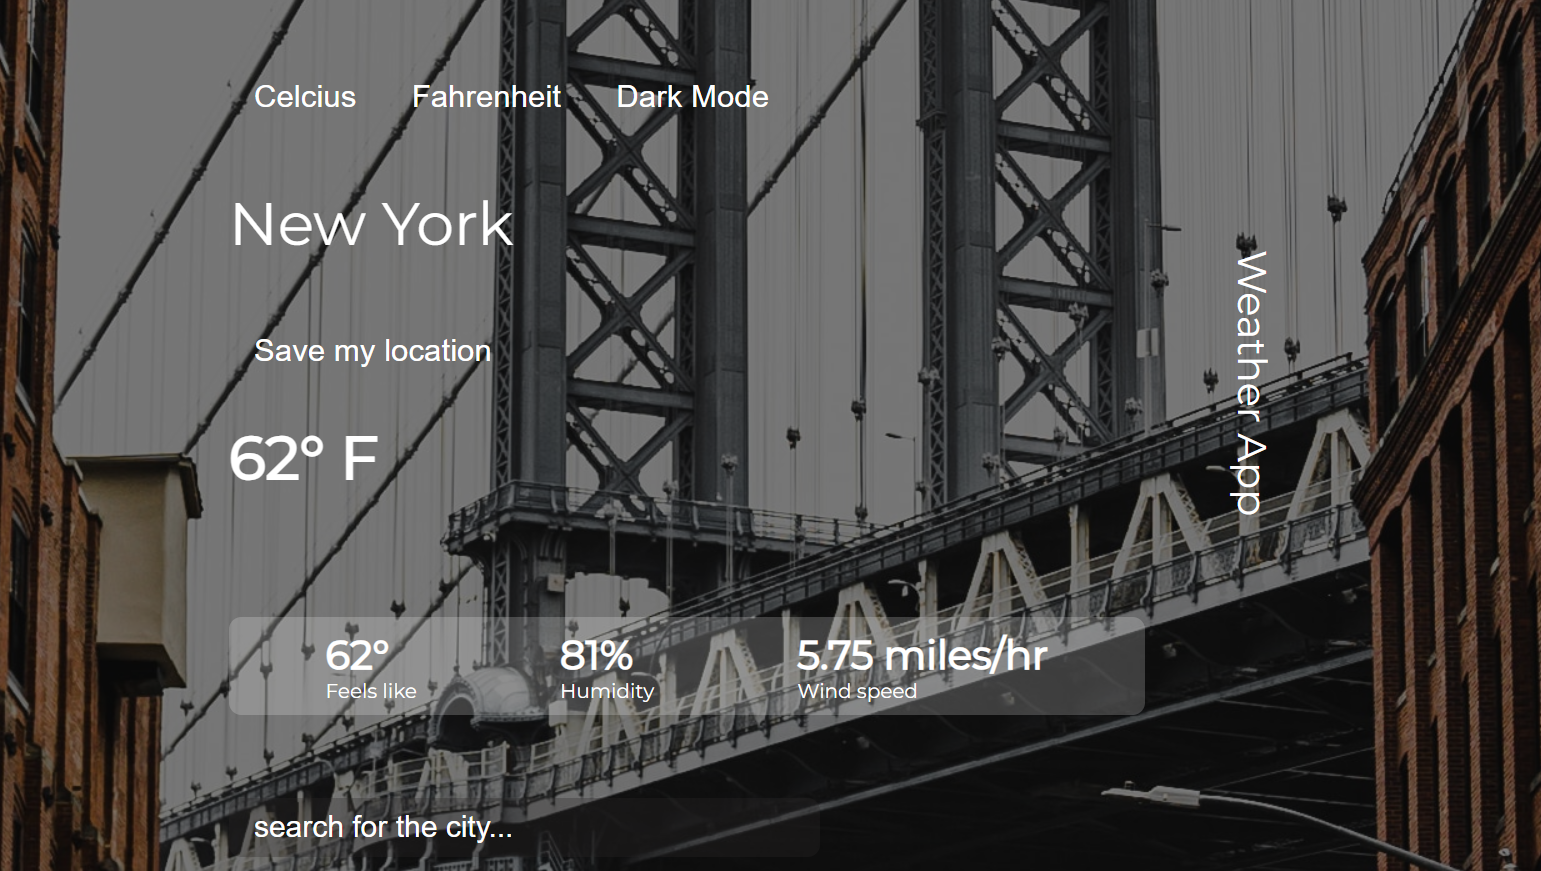 Celcius Fahrenheit Dark Mode
New York
Save my location
62° F
62° 81% 5.75 miles/hr
Feels like Humidity Wind speed
search for the city...
Weather App